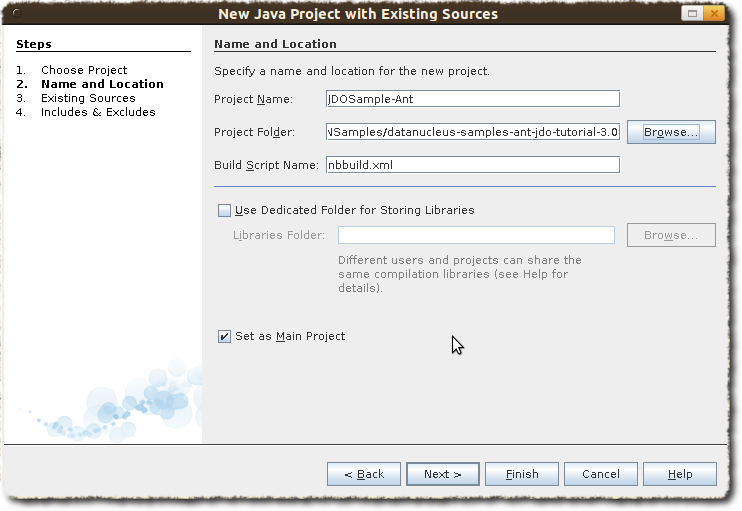 New Java Project with Existing Sources
Steps
1. Choose Project
2. Name and Location
3. Existing Sources
4. Includes & Excludes
Name and Location
Specify a name and location for the new project.
Project Name: JDOSample-Ant
Project Folder: NSamples/datanucleus-samples-ant-jdo-tutorial-3.0 Browse...
Build Script Name: nbbuild.xml
Use Dedicated Folder for Storing Libraries
Libraries Folder: Browse...
Different users and projects can share the
same compilation libraries (see Help for
details).
Set as Main Project
< Back Next > Finish Cancel Help